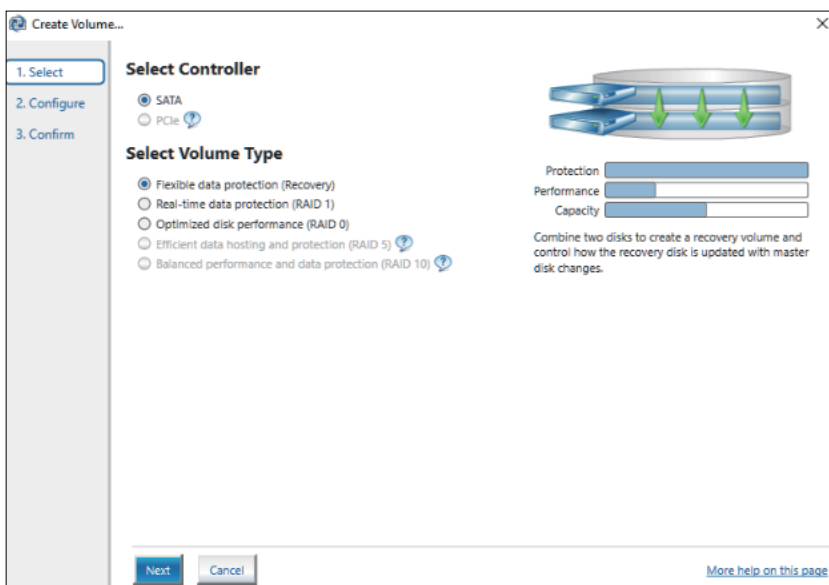 Create Volume...
1. Select
2. Configure
3. Confirm
Select Controller
SATA
PCIe
Select Volume Type
Flexible data protection (Recovery)
Real-time data protection (RAID 1)
Optimized disk performance (RAID 0)
Efficient data hosting and protection (RAID 5)
Balanced performance and data protection (RAID 10)
Protection
Performance
Capacity
Combine two disks to create a recovery volume and
control how the recovery disk is updated with master
disk changes.
Next
Cancel
More help on this page